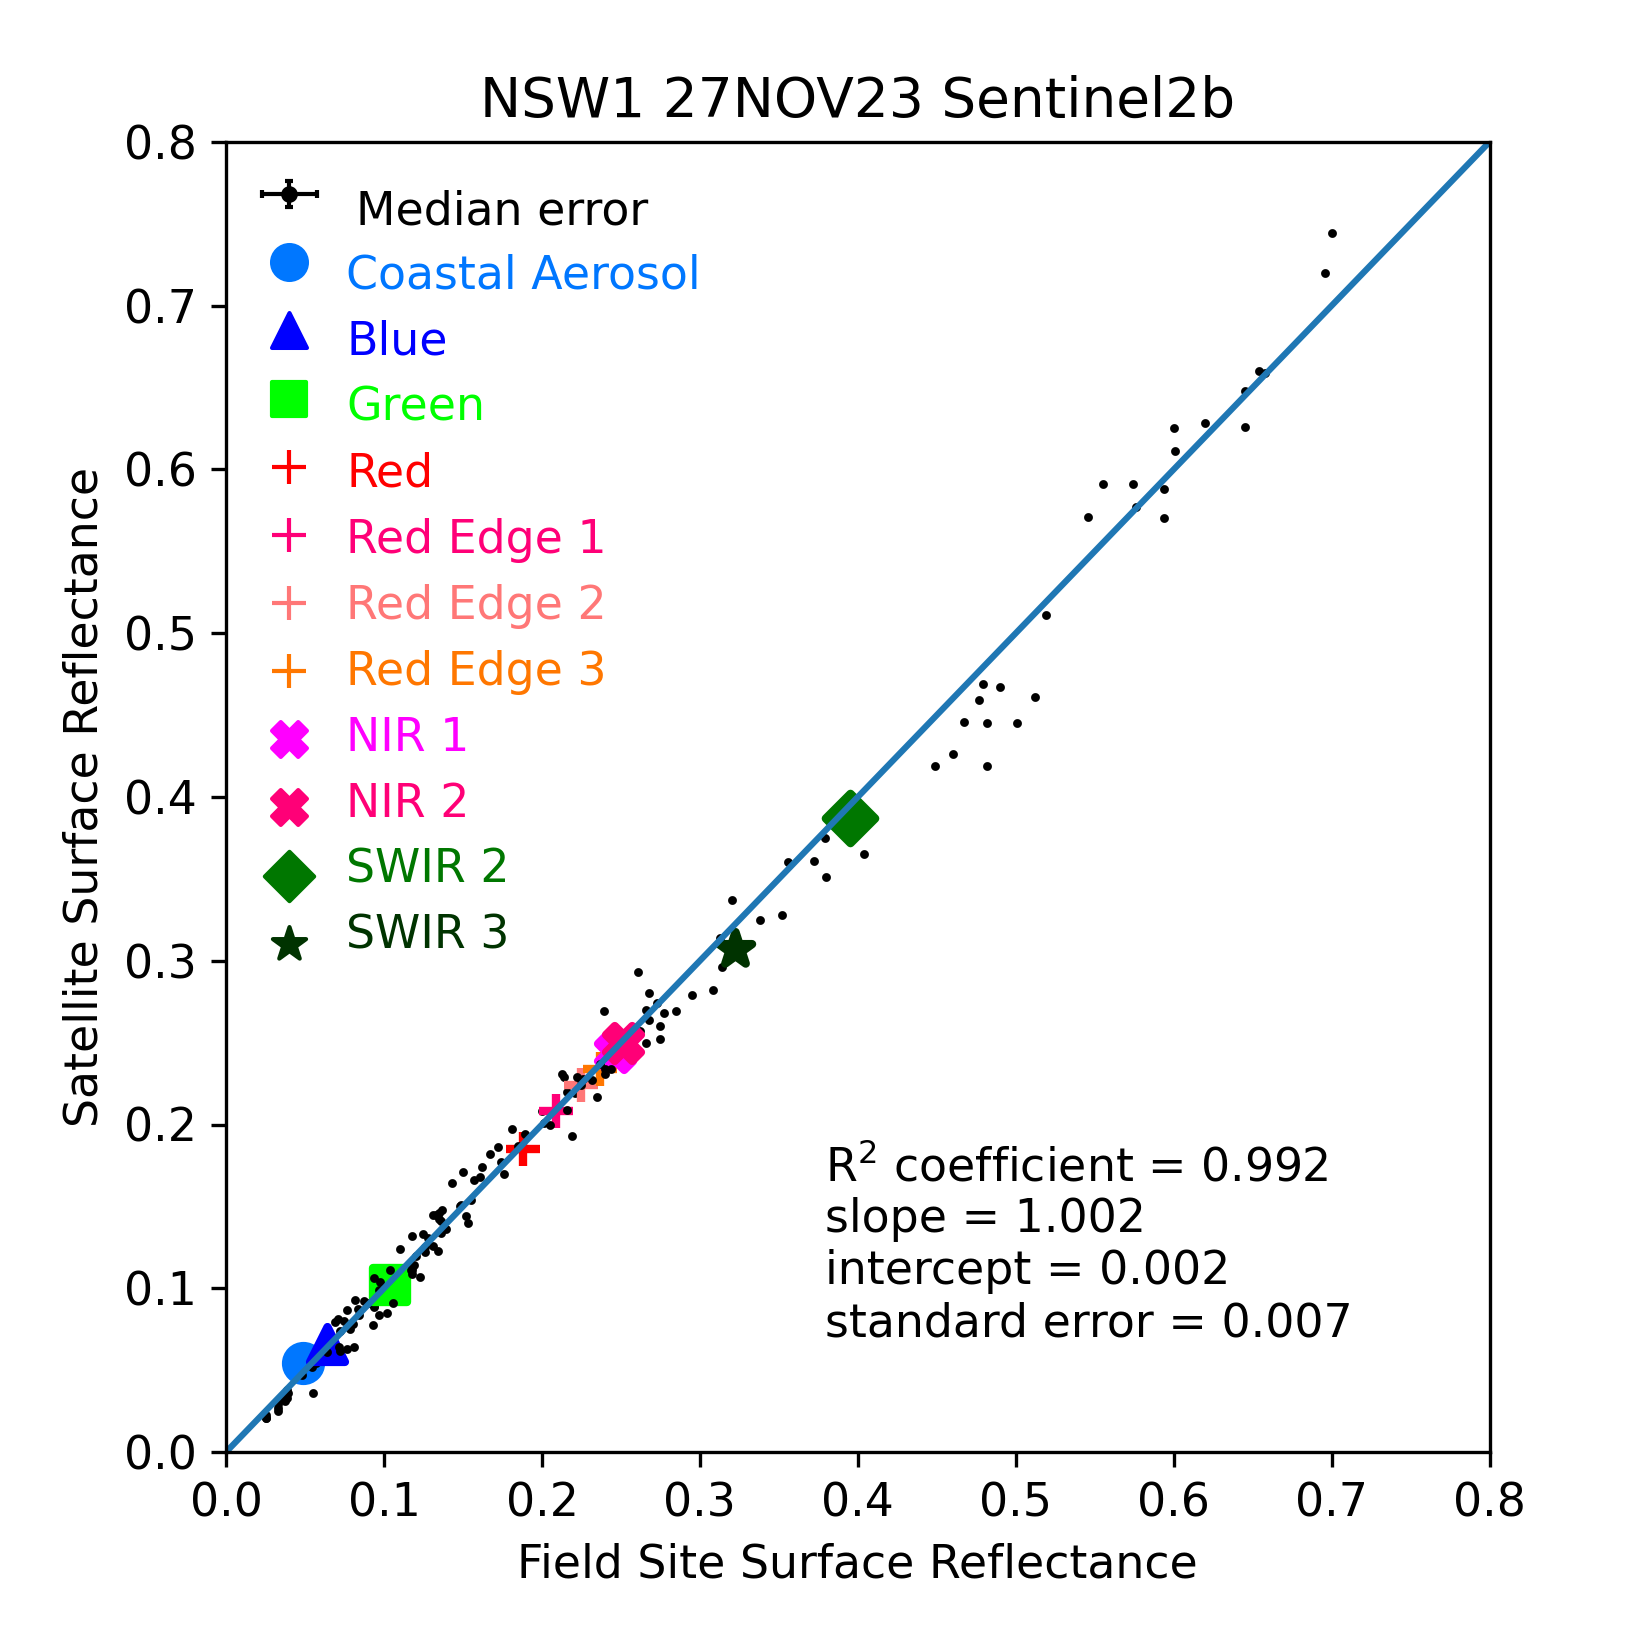 NSW1 27NOV23 Sentinel2b
0.8
0.7
0.6
0.5
0.4
0.3
0.2
0.1
0.0
Satellite Surface Reflectance
Median error
Coastal Aerosol
Blue
Green
Red
Red Edge 1
Red Edge 2
Red Edge 3
NIR 1
NIR 2
SWIR 2
SWIR 3
R² coefficient = 0.992
slope = 1.002
intercept = 0.002
standard error = 0.007
0.0 0.1 0.2 0.3 0.4 0.5 0.6 0.7 0.8
Field Site Surface Reflectance